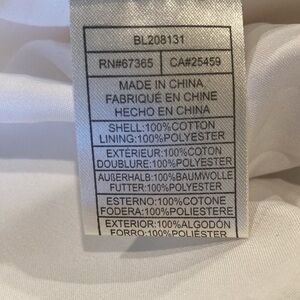 BL208131
RN#67365 CA#25459
MADE IN CHINA
FABRIQUÉ EN CHINE
HECHO EN CHINA
SHELL:100%COTTON
LINING:100%POLYESTER
EXTÉRIEUR:100%COTON
DOUBLURE:100%POLYESTER
AUẞERHALB:100%BAUMWOLLE
FUTTER:100%POLYESTER
ESTERNO:100%COTONE
FODERA:100%POLIESTERE
EXTERIOR:100%ALGODÓN
FORRO:100%POLIÉSTER